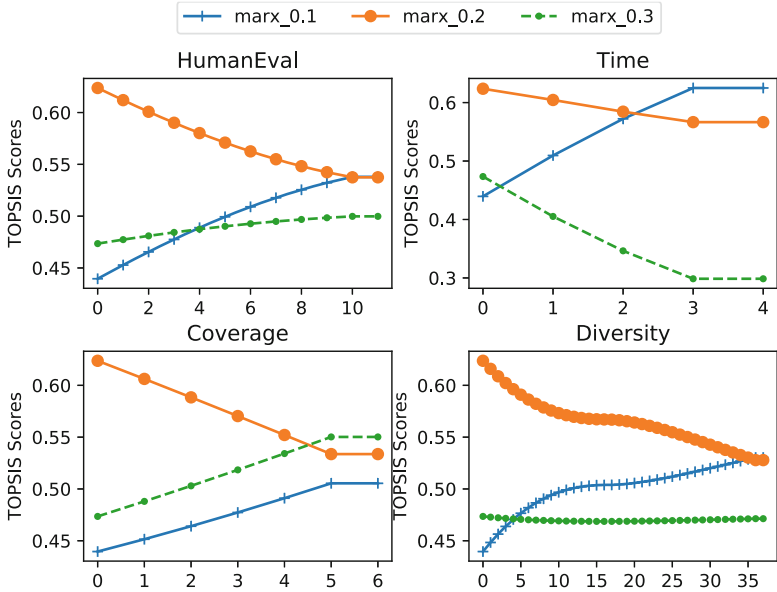 marx_0.1 marx_0.2 marx_0.3
HumanEval
TOPSIS Scores
0.60
0.55
0.50
0.45
0 2 4 6 8 10
Time
TOPSIS Scores
0.6
0.5
0.4
0.3
0 1 2 3 4
Coverage
TOPSIS Scores
0.60
0.55
0.50
0.45
0 1 2 3 4 5 6
Diversity
TOPSIS Scores
0.60
0.55
0.50
0.45
0 5 10 15 20 25 30 35